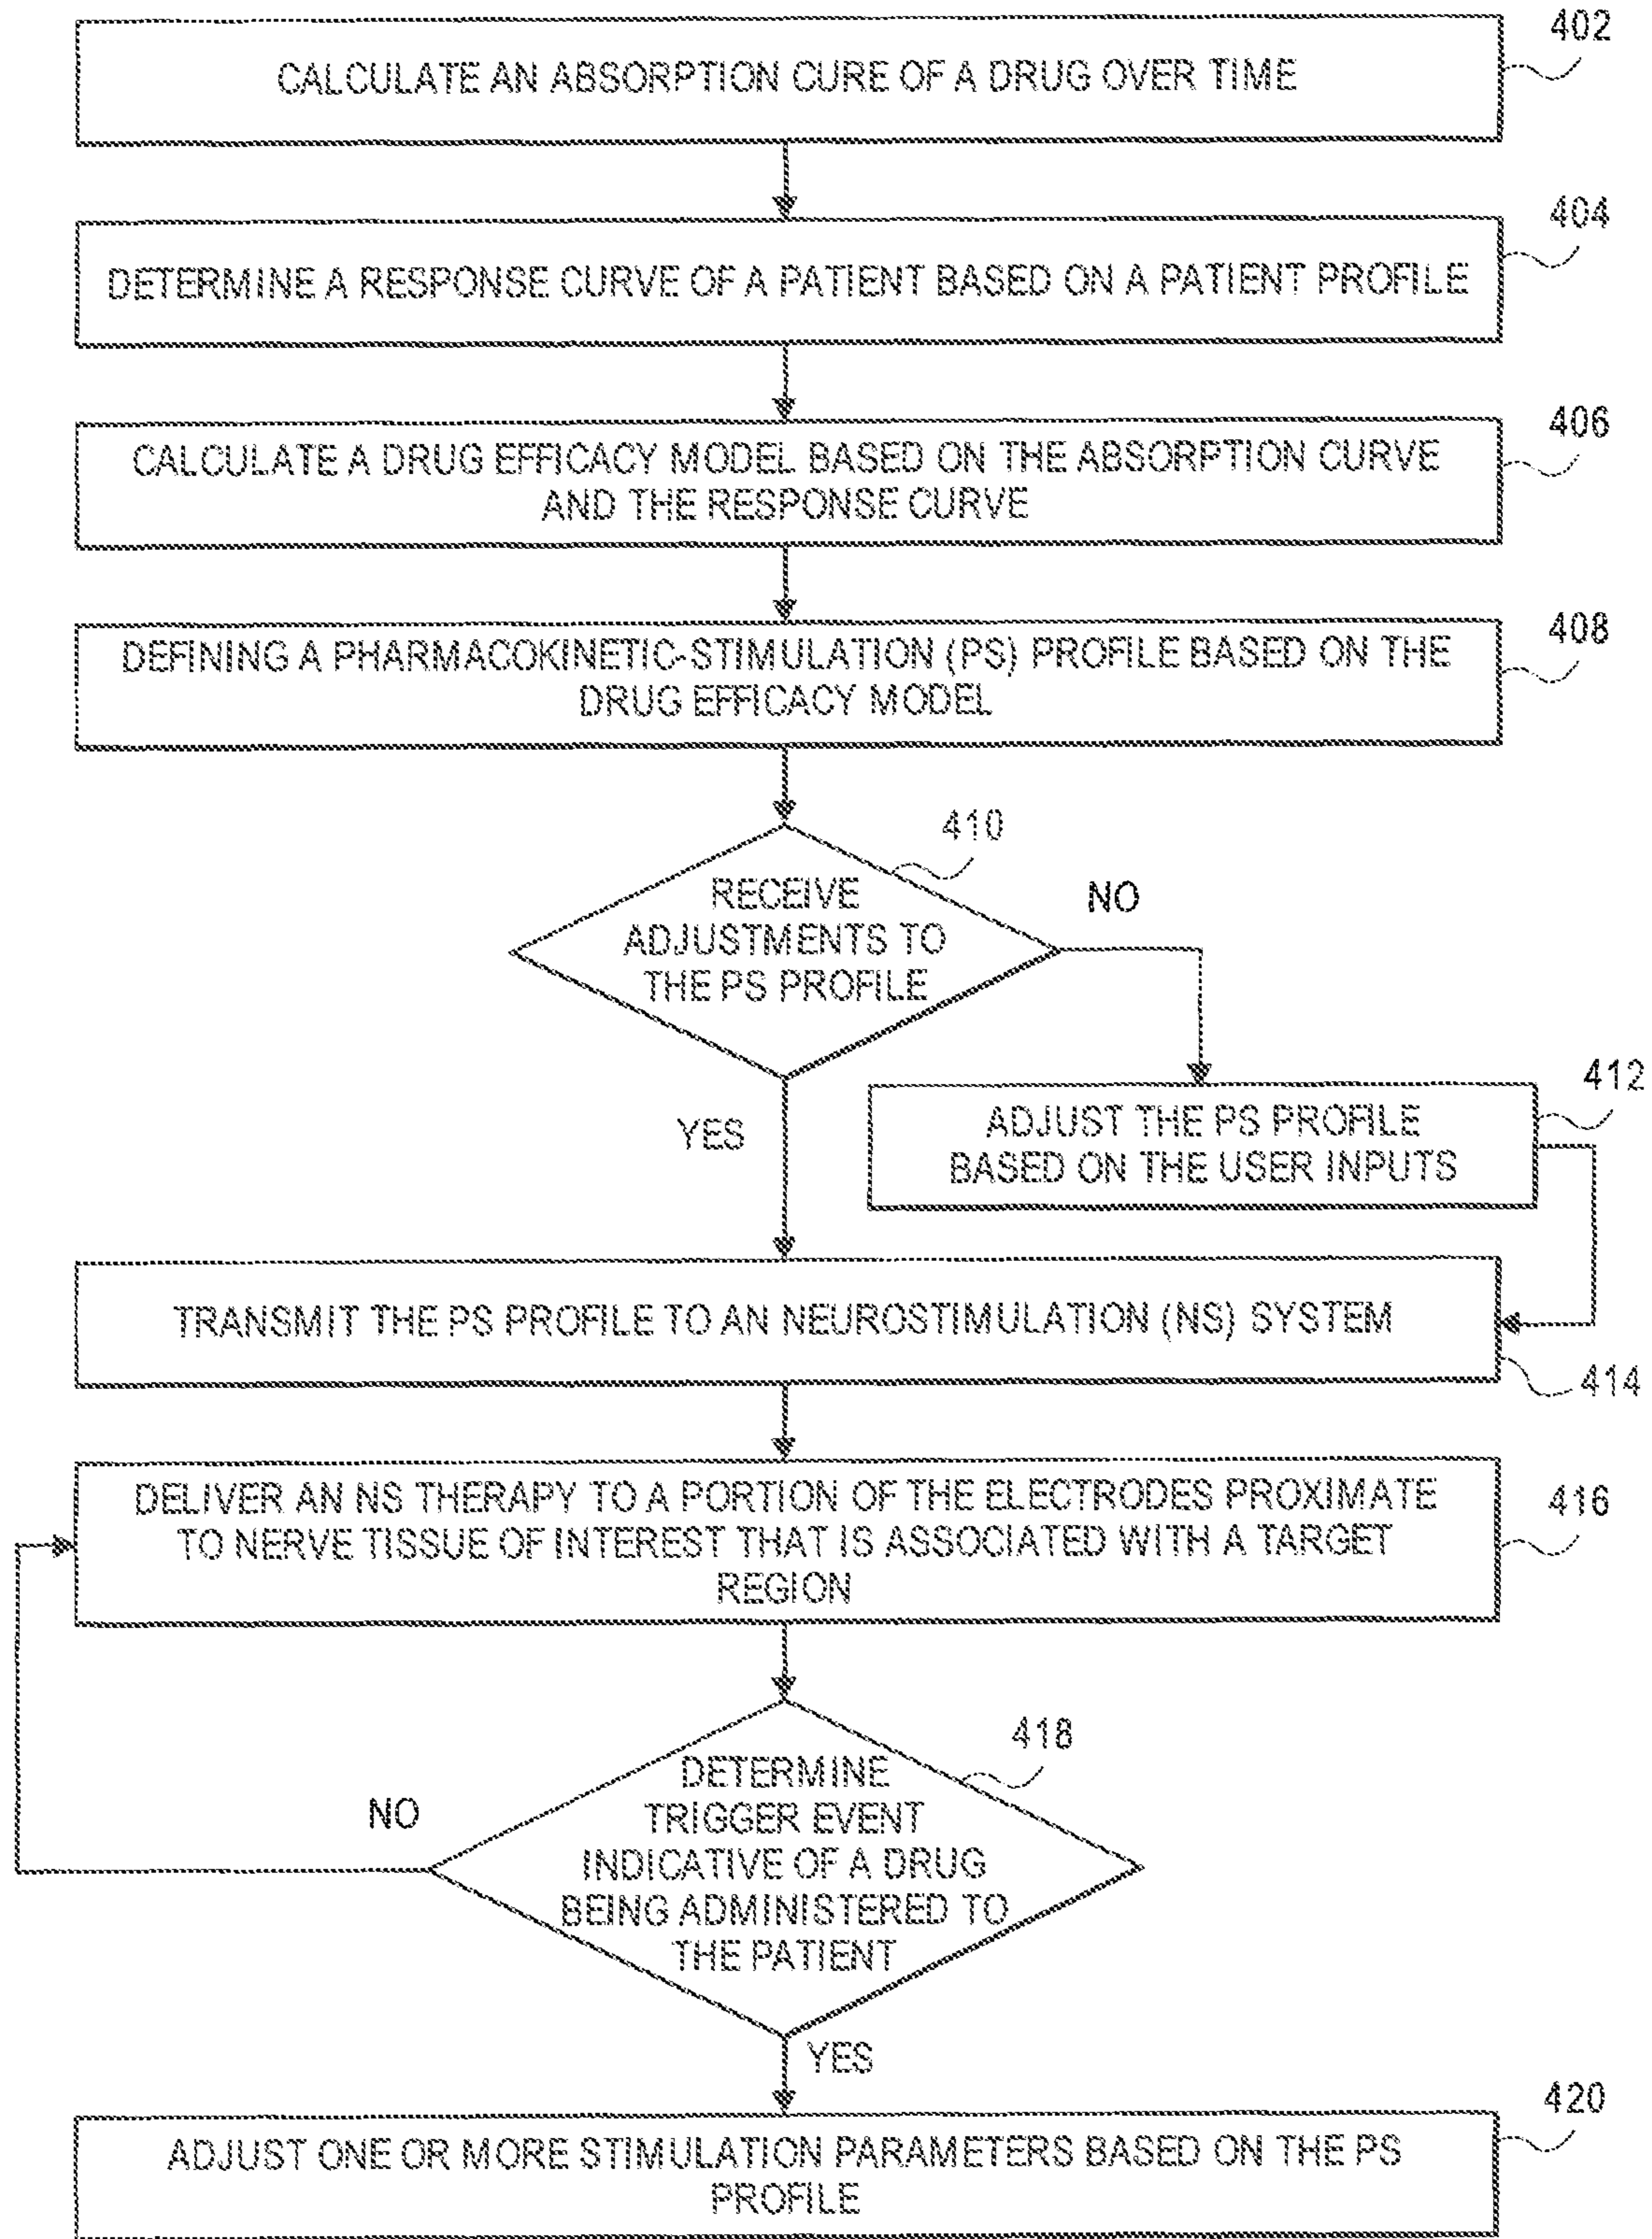 402
CALCULATE AN ABSORPTION CURE OF A DRUG OVER TIME
404
DETERMINE A RESPONSE CURVE OF A PATIENT BASED ON A PATIENT PROFILE
406
CALCULATE A DRUG EFFICACY MODEL BASED ON THE ABSORPTION CURVE
AND THE RESPONSE CURVE
408
DEFINING A PHARMACOKINETIC-STIMULATION (PS) PROFILE BASED ON THE
DRUG EFFICACY MODEL
410
RECEIVE
ADJUSTMENTS TO
THE PS PROFILE
NO
YES
412
ADJUST THE PS PROFILE
BASED ON THE USER INPUTS
TRANSMIT THE PS PROFILE TO AN NEUROSTIMULATION (NS) SYSTEM
414
DELIVER AN NS THERAPY TO A PORTION OF THE ELECTRODES PROXIMATE
TO NERVE TISSUE OF INTEREST THAT IS ASSOCIATED WITH A TARGET
REGION
416
418
DETERMINE
TRIGGER EVENT
INDICATIVE OF A DRUG
BEING ADMINISTERED TO
THE PATIENT
NO
YES
420
ADJUST ONE OR MORE STIMULATION PARAMETERS BASED ON THE PS
PROFILE